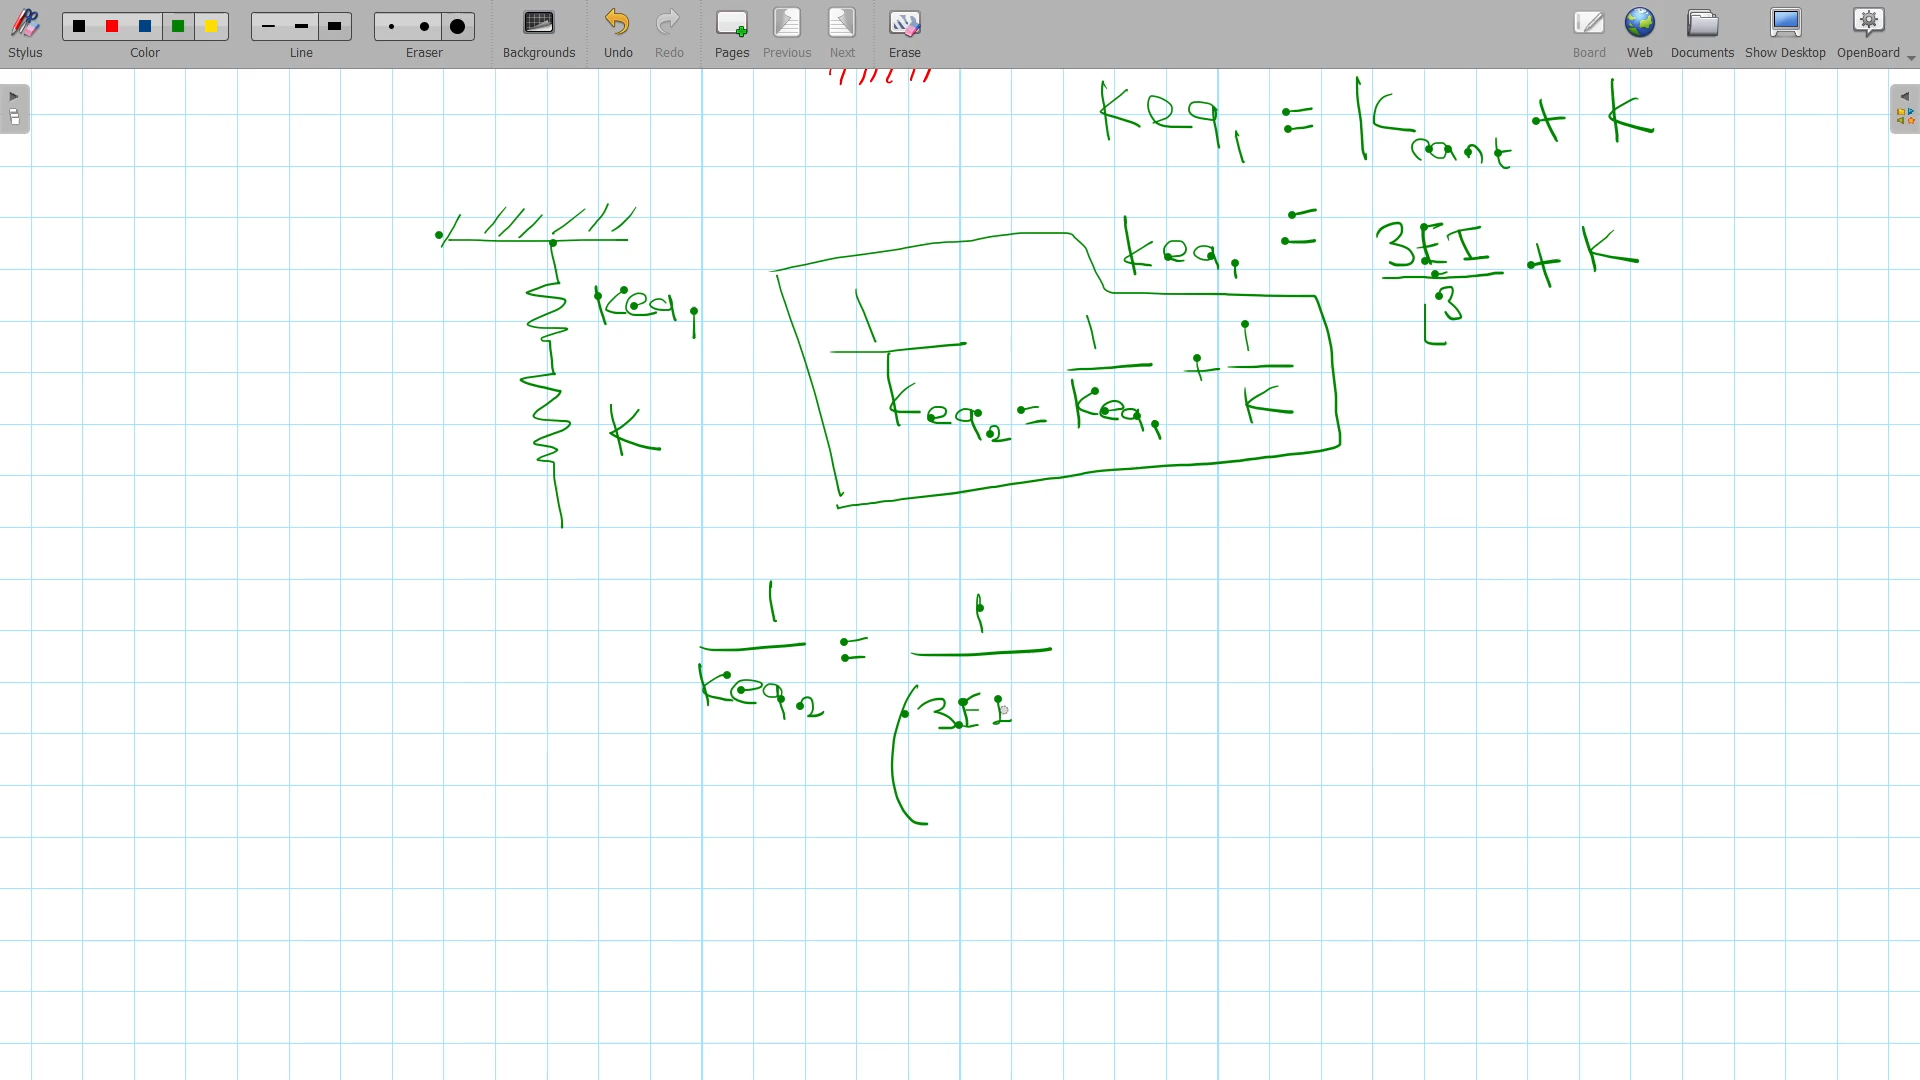 Stylus Color Line Eraser Backgrounds Undo Redo Pages Previous Next Erase Board Web Documents Show Desktop OpenBoard
Keq1 = Kcant + K
Keq1 = 3EI/L^3 + K
Keq1
K
1/Keq2 = 1/Keq1 + 1/K
1/Keq2 = 1/(3EI